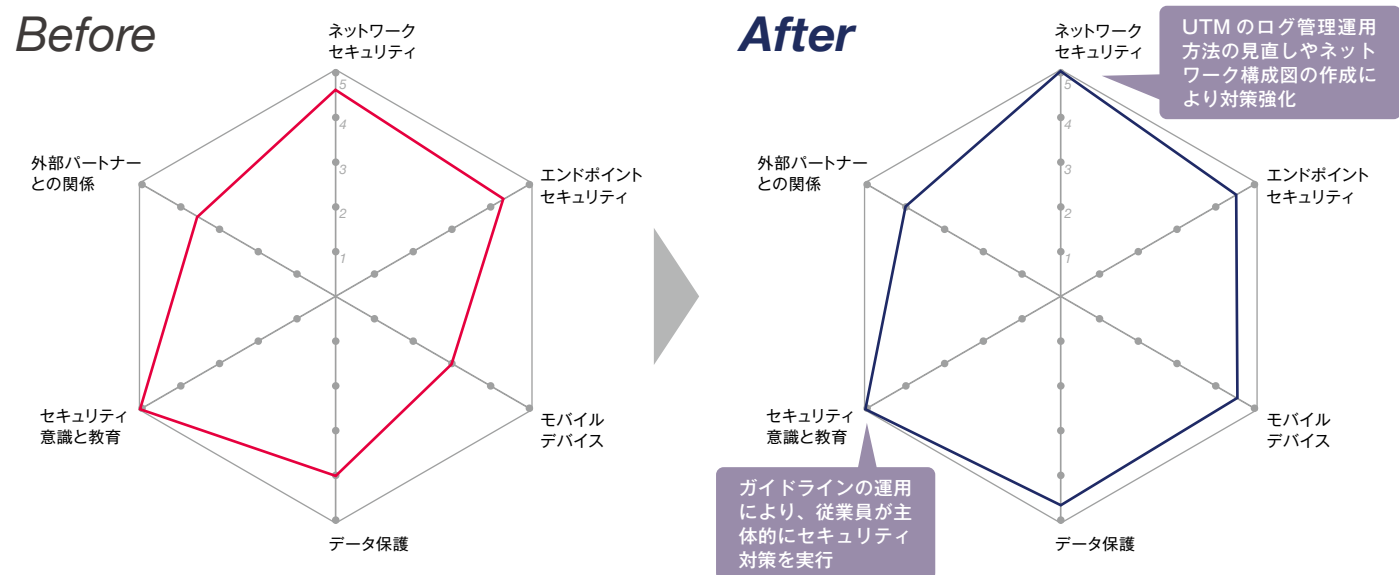 Before
ネットワーク
セキュリティ
5
4
3
2
1
エンドポイント
セキュリティ
モバイル
デバイス
データ保護
セキュリティ
意識と教育
外部パートナー
との関係
After
ネットワーク
セキュリティ
5
4
3
2
1
UTM のログ管理運用
方法の見直しやネット
ワーク構成図の作成によ
り対策強化
エンドポイント
セキュリティ
モバイル
デバイス
データ保護
セキュリティ
意識と教育
ガイドラインの運用
により、従業員が主
体的にセキュリティ
対策を実行
外部パートナー
との関係